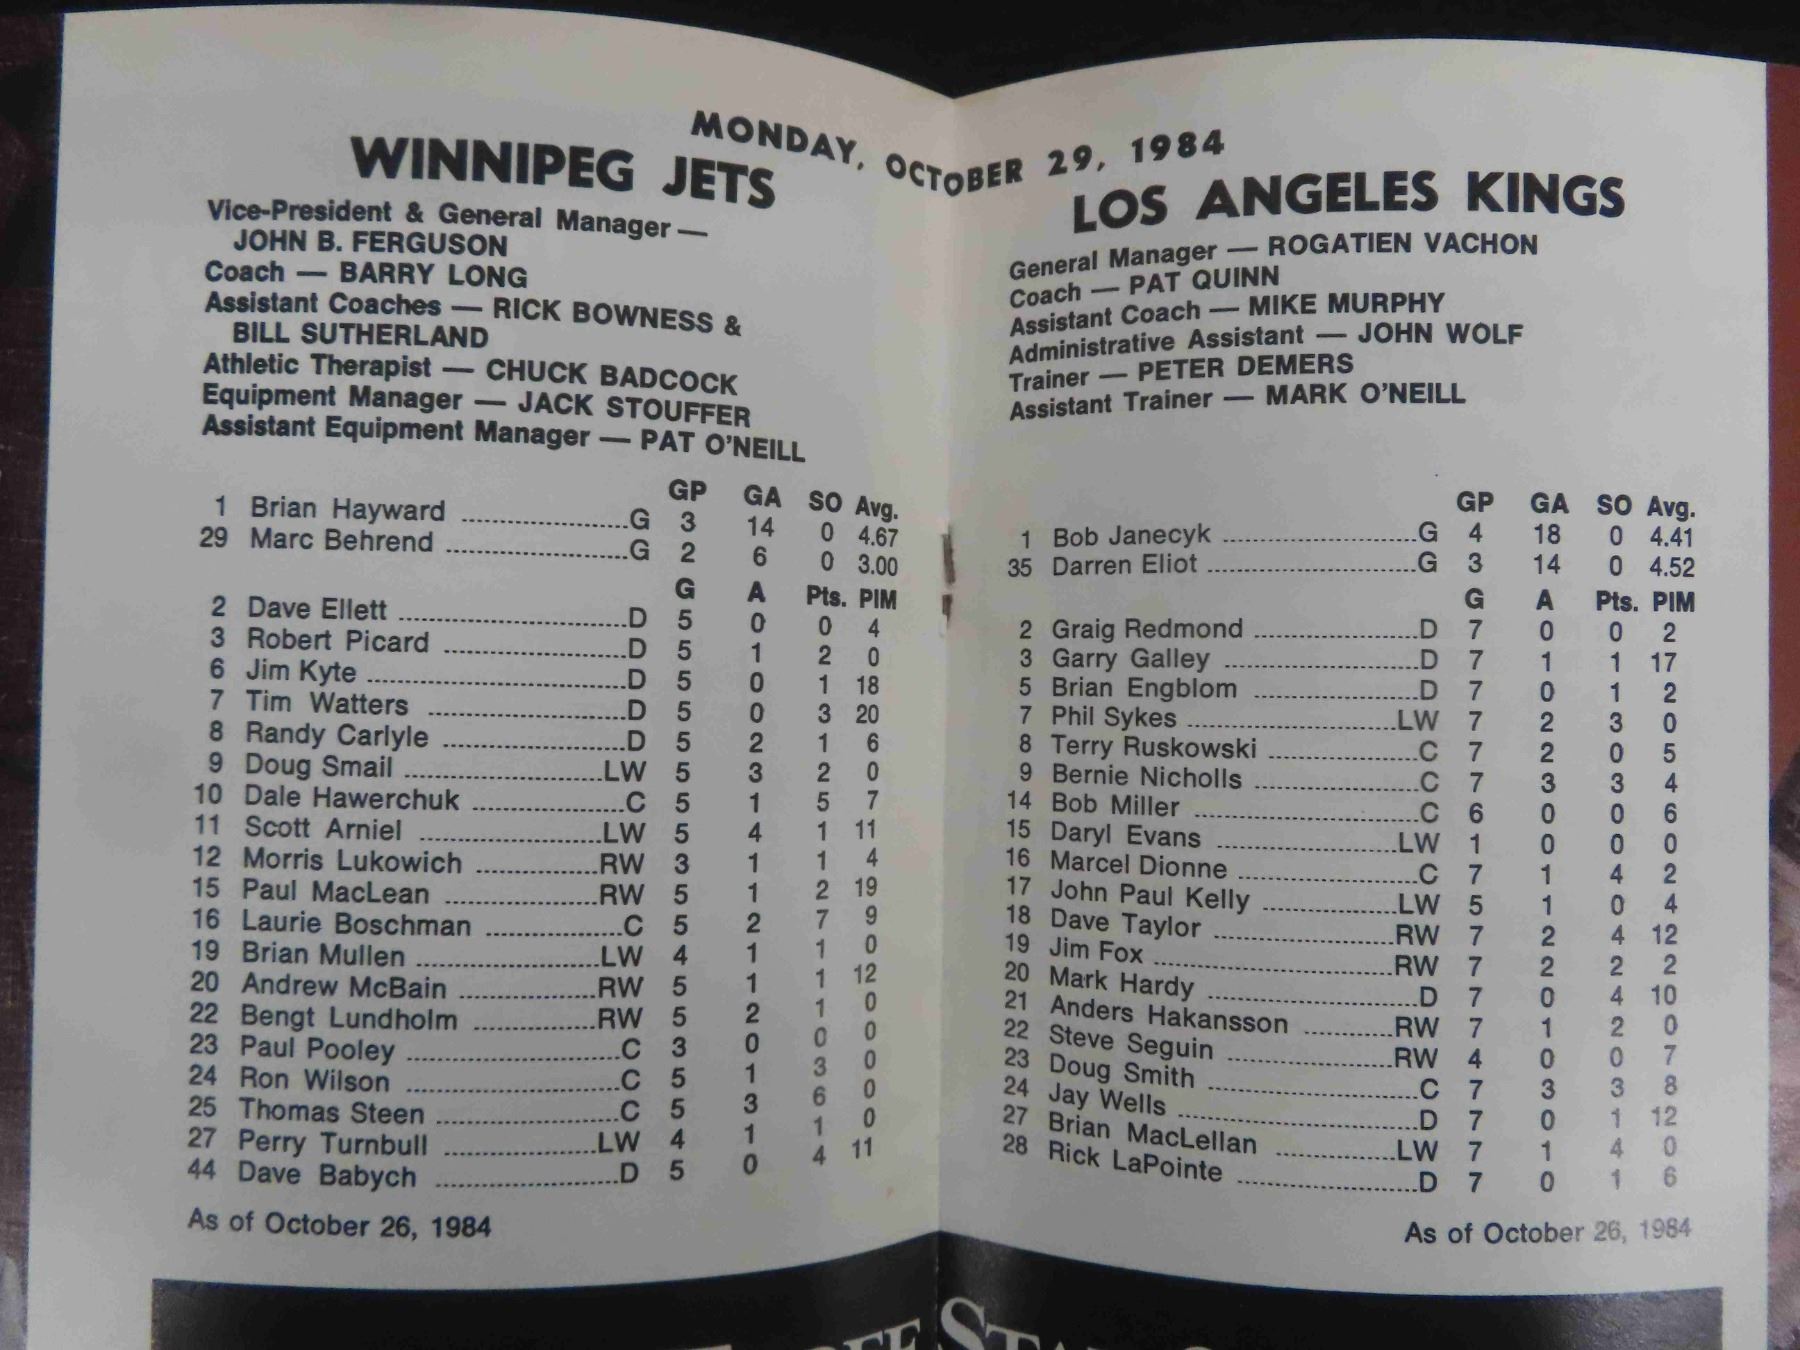 MONDAY, OCTOBER 29, 1984
WINNIPEG JETS
Vice-President & General Manager —
JOHN B. FERGUSON
Coach — BARRY LONG
Assistant Coaches — RICK BOWNESS &
BILL SUTHERLAND
Athletic Therapist — CHUCK BADCOCK
Equipment Manager — JACK STOUFFER
Assistant Equipment Manager — PAT O'NEILL
GP GA SO Avg.
1 Brian Hayward ........................G 3 14 0 4.67
29 Marc Behrend ........................G 2 6 0 3.00
G A Pts. PIM
2 Dave Ellett ........................D 5 0 0 4
3 Robert Picard ........................D 5 1 2 0
6 Jim Kyte ........................D 5 0 1 18
7 Tim Watters ........................D 5 0 3 20
8 Randy Carlyle ........................D 5 2 1 6
9 Doug Smail ........................LW 5 3 2 0
10 Dale Hawerchuk ........................C 5 1 5 7
11 Scott Arniel ........................LW 5 4 1 11
12 Morris Lukowich ........................RW 3 1 1 4
15 Paul MacLean ........................RW 5 1 2 19
16 Laurie Boschman ........................C 5 2 7 9
19 Brian Mullen ........................LW 4 1 1 0
20 Andrew McBain ........................RW 5 1 1 12
22 Bengt Lundholm ........................RW 5 2 1 0
23 Paul Pooley ........................C 3 0 0 0
24 Ron Wilson ........................C 5 1 3 0
25 Thomas Steen ........................C 5 3 6 0
27 Perry Turnbull ........................LW 4 1 1 0
44 Dave Babych ........................D 5 0 4 11
As of October 26, 1984
LOS ANGELES KINGS
General Manager — ROGATIEN VACHON
Coach — PAT QUINN
Assistant Coach — MIKE MURPHY
Administrative Assistant — JOHN WOLF
Trainer — PETER DEMERS
Assistant Trainer — MARK O'NEILL
GP GA SO Avg.
1 Bob Janecyk ........................G 4 18 0 4.41
35 Darren Eliot ........................G 3 14 0 4.52
G A Pts. PIM
2 Graig Redmond ........................D 7 0 0 2
3 Garry Galley ........................D 7 1 1 17
5 Brian Engblom ........................D 7 0 1 2
7 Phil Sykes ........................LW 7 2 3 0
8 Terry Ruskowski ........................C 7 2 0 5
9 Bernie Nicholls ........................C 7 3 3 4
14 Bob Miller ........................C 6 0 0 6
15 Daryl Evans ........................LW 1 0 0 0
16 Marcel Dionne ........................C 7 1 4 2
17 John Paul Kelly ........................LW 5 1 0 4
18 Dave Taylor ........................RW 7 2 4 12
19 Jim Fox ........................RW 7 2 2 2
20 Mark Hardy ........................D 7 0 4 10
21 Anders Hakansson ........................RW 7 1 2 0
22 Steve Seguin ........................RW 4 0 0 7
23 Doug Smith ........................C 7 3 3 8
24 Jay Wells ........................D 7 0 1 12
27 Brian MacLellan ........................LW 7 1 4 0
28 Rick LaPointe ........................D 7 0 1 6
As of October 26, 1984